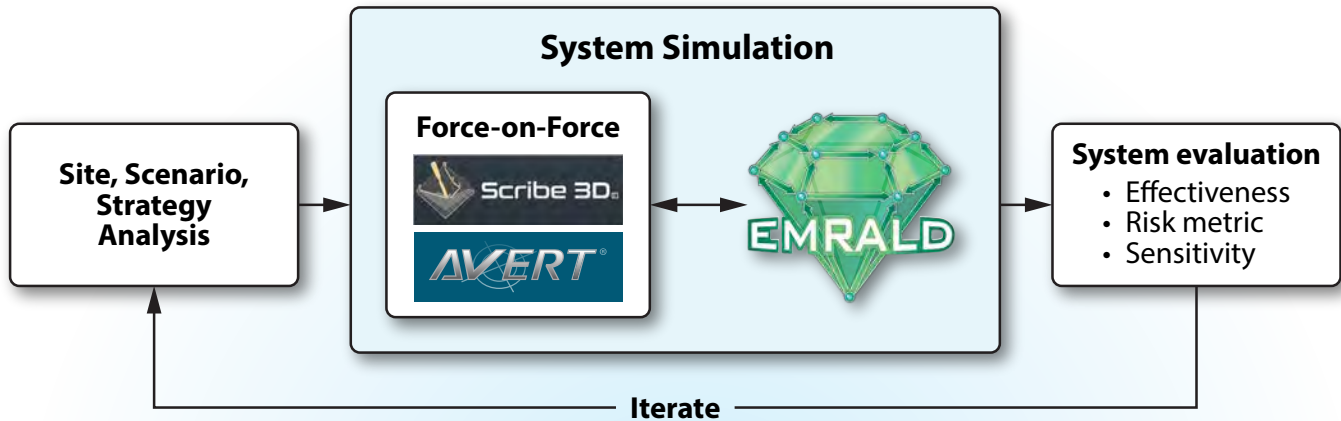 System Simulation
Site, Scenario,
Strategy
Analysis
Force-on-Force
Scribe 3D
AVERT®
EMRALD
System evaluation
• Effectiveness
• Risk metric
• Sensitivity
Iterate